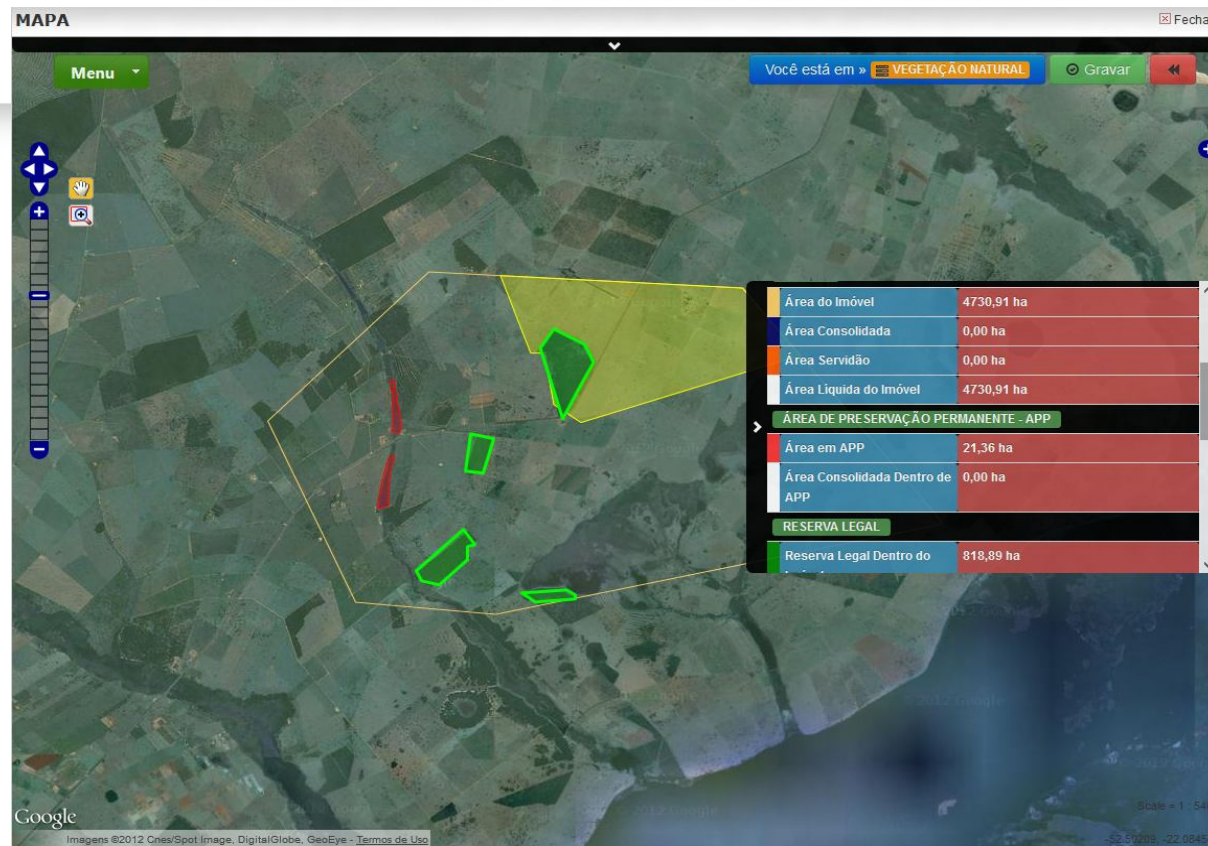 MAPA
Fecha
Menu
Você está em » VEGETAÇÃO NATURAL
Gravar
Área do Imóvel 4730,91 ha
Área Consolidada 0,00 ha
Área Servidão 0,00 ha
Área Liquida do Imóvel 4730,91 ha
ÁREA DE PRESERVAÇÃO PERMANENTE - APP
Área em APP 21,36 ha
Área Consolidada Dentro de APP 0,00 ha
RESERVA LEGAL
Reserva Legal Dentro do 818,89 ha
Scale = 1 : 54
Google
Imagens ©2012 Cnes/Spot Image, DigitalGlobe, GeoEye - Termos de Uso